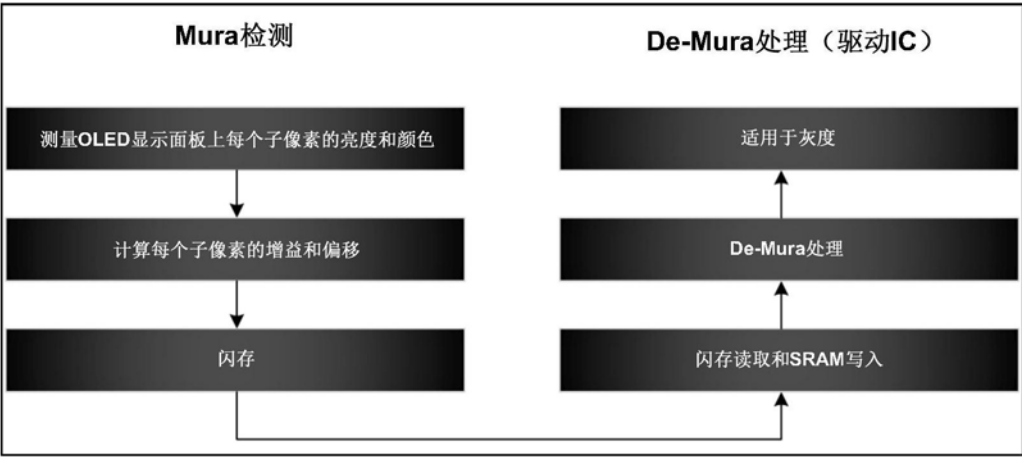 Mura检测
测量OLED显示面板上每个子像素的亮度和颜色
计算每个子像素的增益和偏移
闪存
De-Mura处理（驱动IC）
适用于灰度
De-Mura处理
闪存读取和SRAM写入